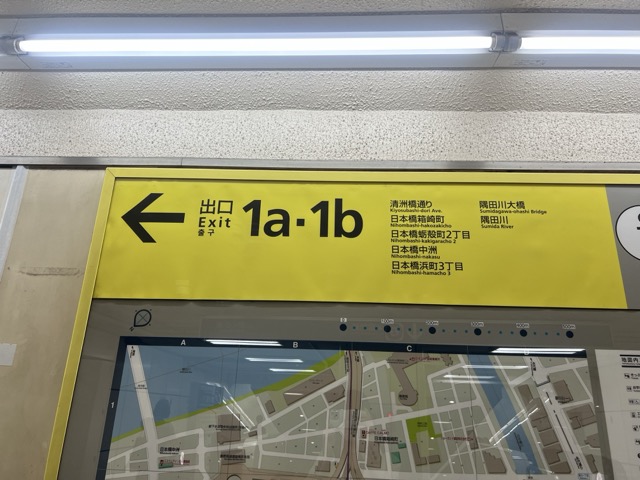 出口
Exit
출구
1a·1b
清洲橋通り
Kiyosubashi-dori Ave.
日本橋箱崎町
Nihombashi-hakozakicho
日本橋蛎殻町2丁目
Nihombashi-kakigaracho 2
日本橋中洲
Nihombashi-nakasu
日本橋浜町3丁目
Nihombashi-hamacho 3
隅田川大橋
Sumidagawa-ohashi Bridge
隅田川
Sumida River
A
B
C
1